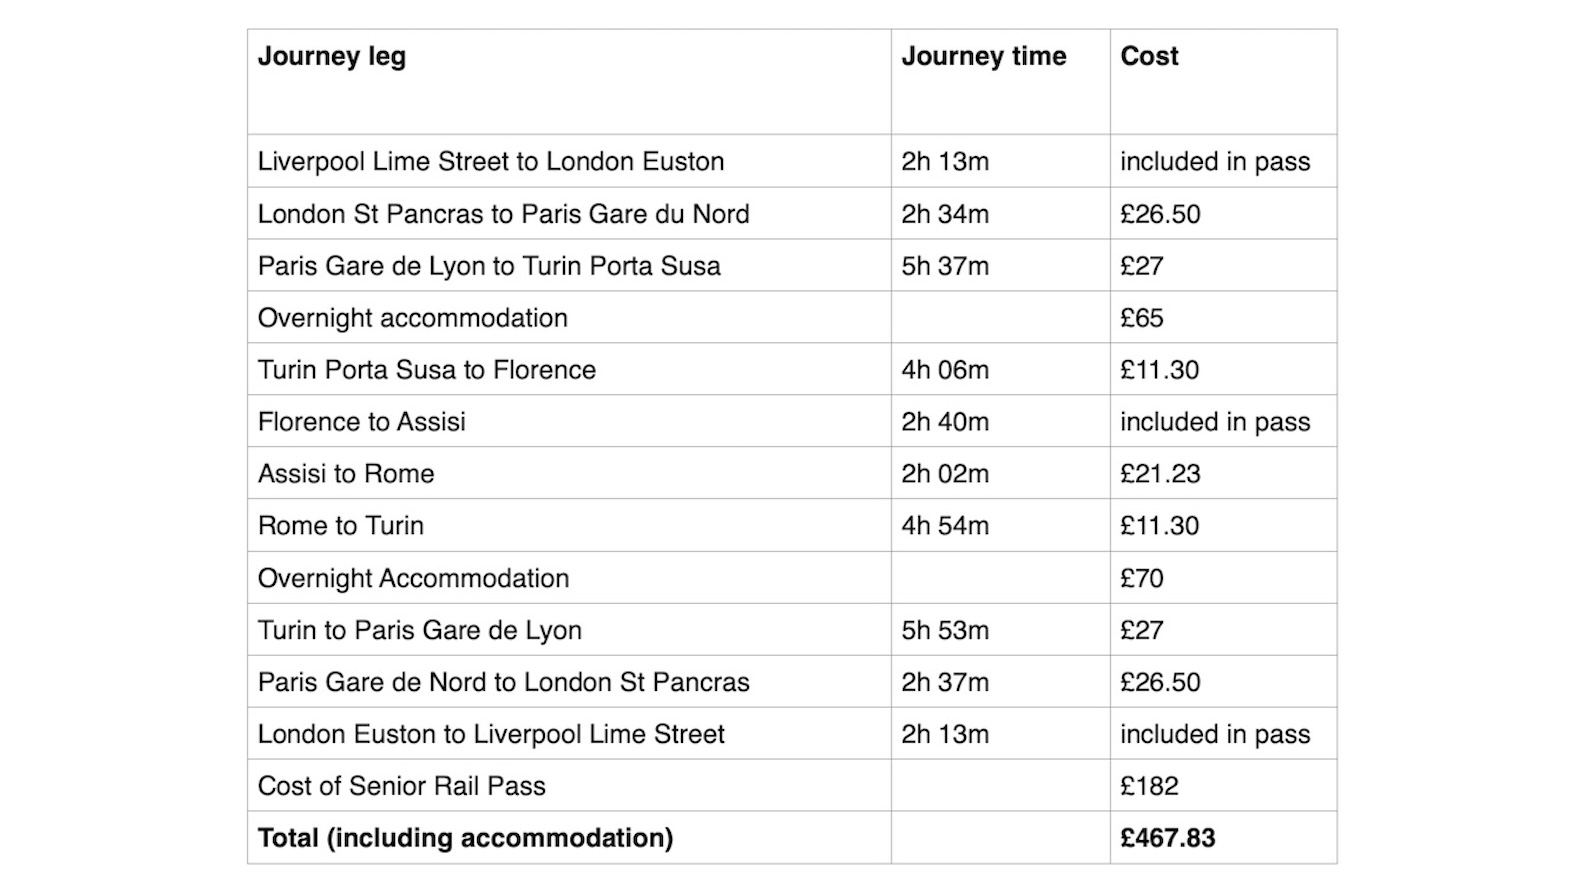 Journey leg Journey time Cost
Liverpool Lime Street to London Euston 2h 13m included in pass
London St Pancras to Paris Gare du Nord 2h 34m £26.50
Paris Gare de Lyon to Turin Porta Susa 5h 37m £27
Overnight accommodation £65
Turin Porta Susa to Florence 4h 06m £11.30
Florence to Assisi 2h 40m included in pass
Assisi to Rome 2h 02m £21.23
Rome to Turin 4h 54m £11.30
Overnight Accommodation £70
Turin to Paris Gare de Lyon 5h 53m £27
Paris Gare de Nord to London St Pancras 2h 37m £26.50
London Euston to Liverpool Lime Street 2h 13m included in pass
Cost of Senior Rail Pass £182
Total (including accommodation) £467.83